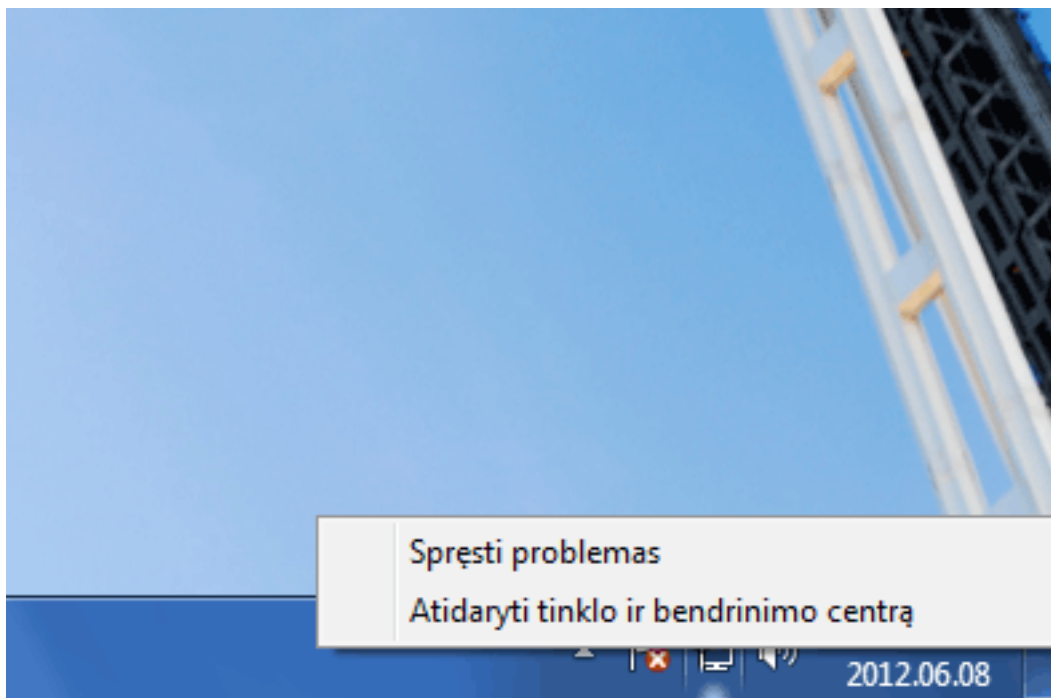 Spręsti problemas
Atidaryti tinklo ir bendrinimo centrą
2012.06.08